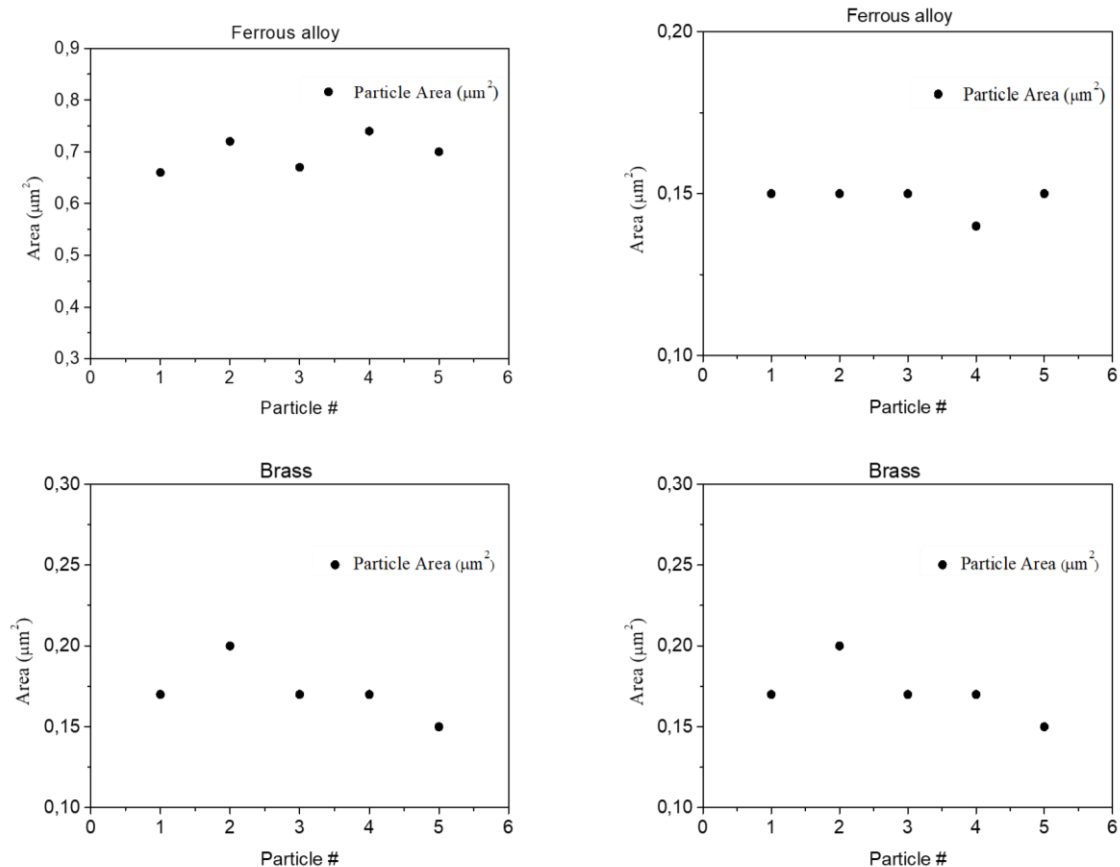 Ferrous alloy
0,9
0,8
0,7
0,6
0,5
0,4
0,3
Area (μm²)
Particle Area (μm²)
0 1 2 3 4 5 6
Particle #
Ferrous alloy
0,20
0,15
0,10
Area (μm²)
Particle Area (μm²)
0 1 2 3 4 5 6
Particle #
Brass
0,30
0,25
0,20
0,15
0,10
Area (μm²)
Particle Area (μm²)
0 1 2 3 4 5 6
Particle #
Brass
0,30
0,25
0,20
0,15
0,10
Area (μm²)
Particle Area (μm²)
0 1 2 3 4 5 6
Particle #